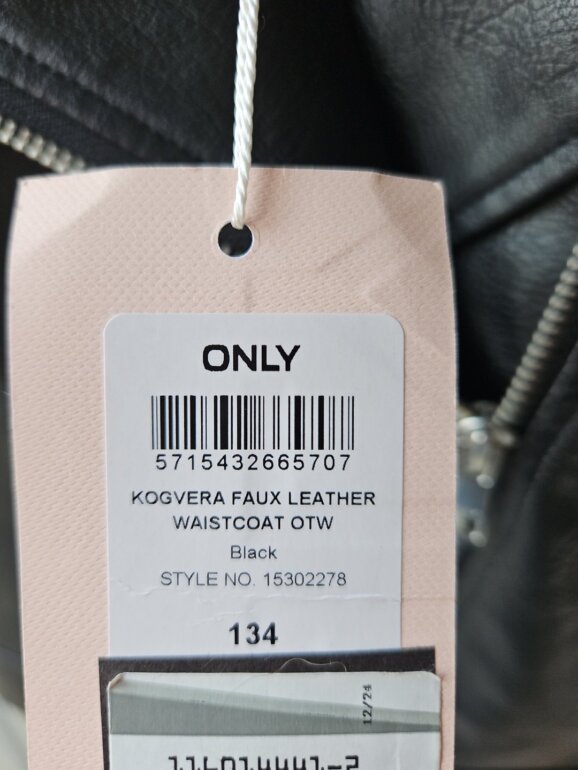 ONLY
5715432665707
KOGVERA FAUX LEATHER
WAISTCOAT OTW
Black
STYLE NO. 15302278
134
12/24